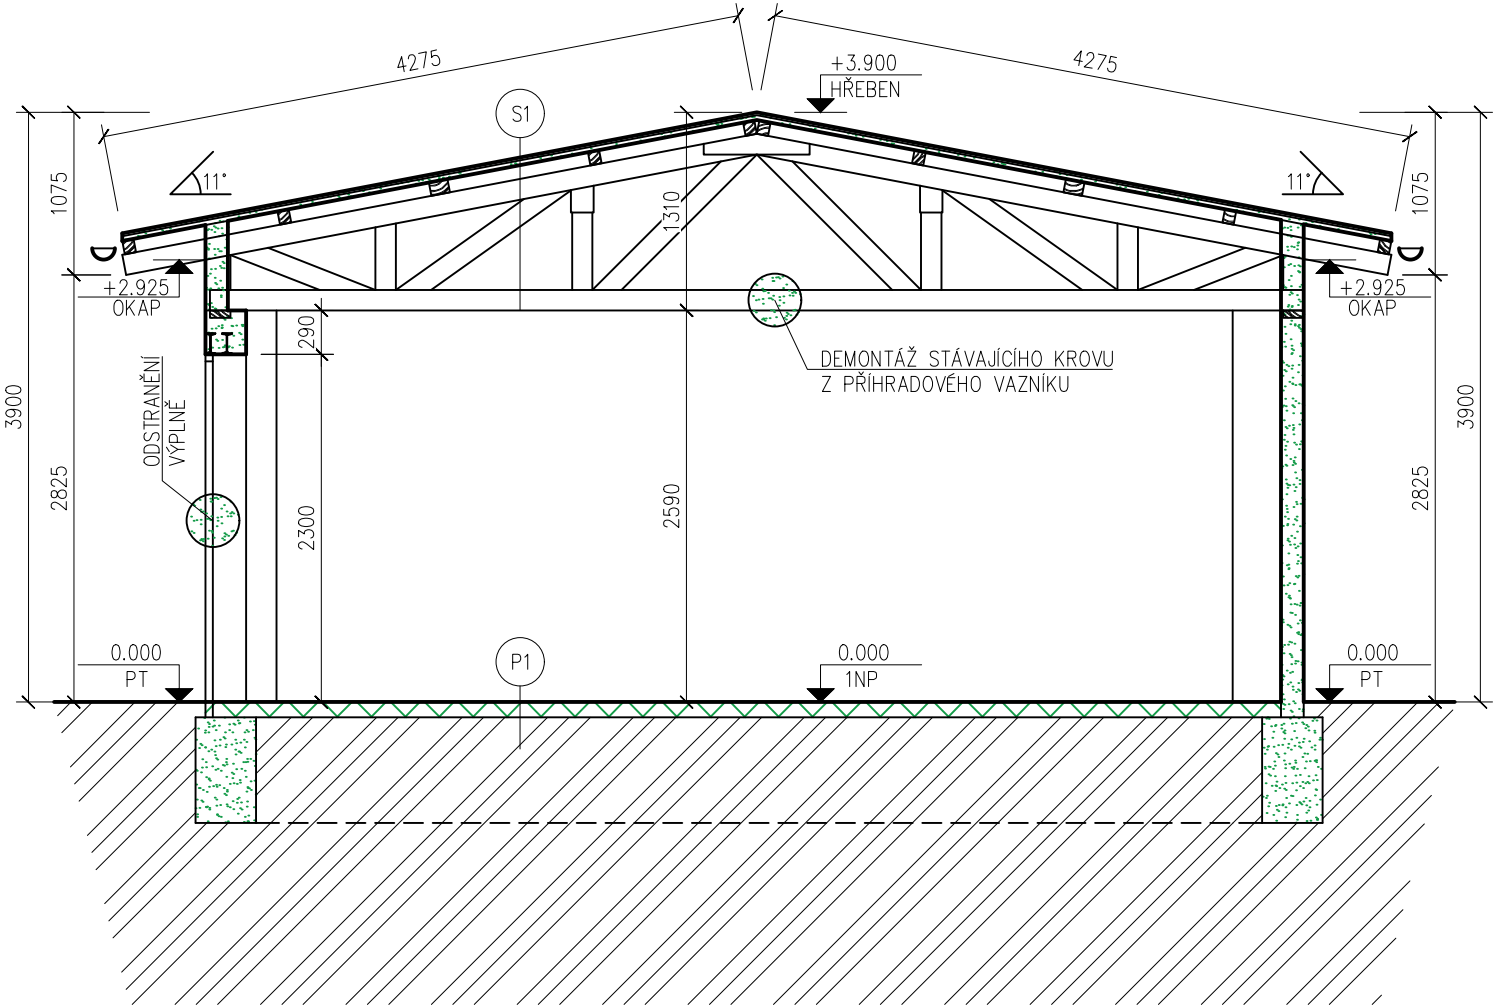 4275
4275
+3.900
HŘEBEN
S1
11°
11°
1075
1310
1075
+2.925
OKAP
+2.925
OKAP
290
DEMONTÁŽ STÁVAJÍCÍHO KROVU
Z PŘÍHRADOVÉHO VAZNÍKU
ODSTRANĚNÍ
VÝPLNĚ
3900
3900
2825
2300
2590
2825
0.000
PT
P1
0.000
1NP
0.000
PT